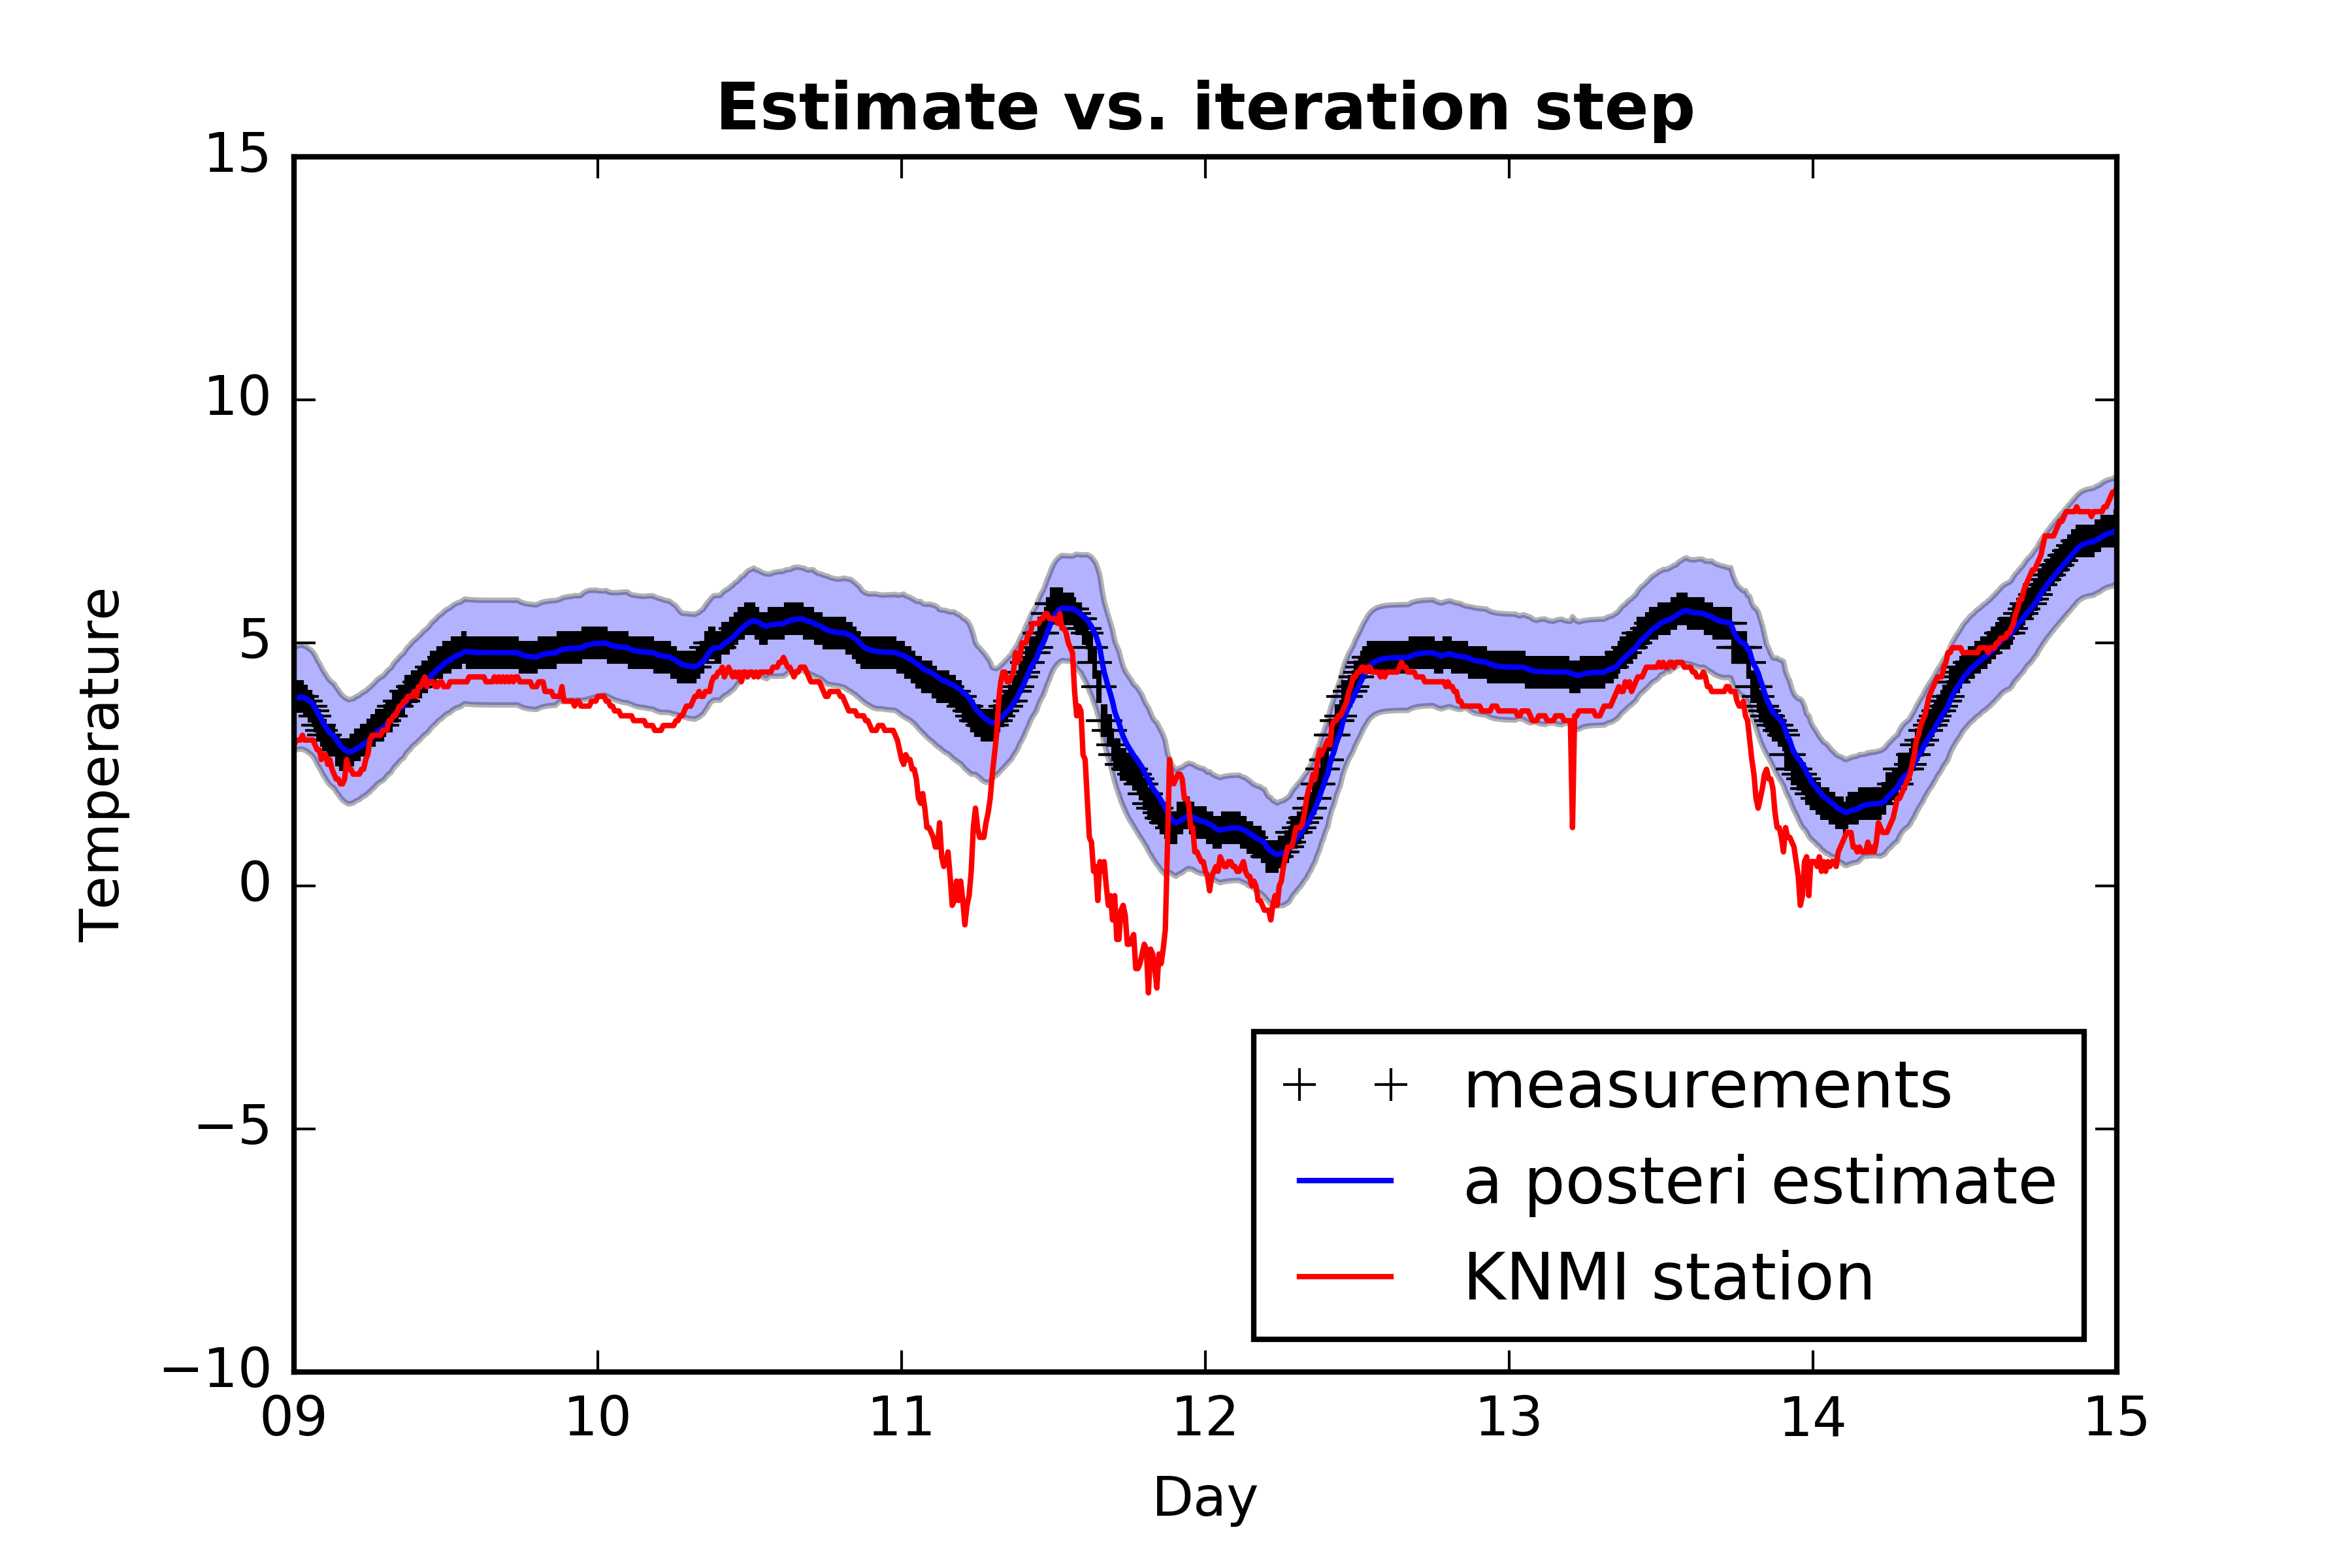 Estimate vs. iteration step
15
10
5
0
−5
−10
Temperature
measurements
a posteri estimate
KNMI station
09 10 11 12 13 14 15
Day